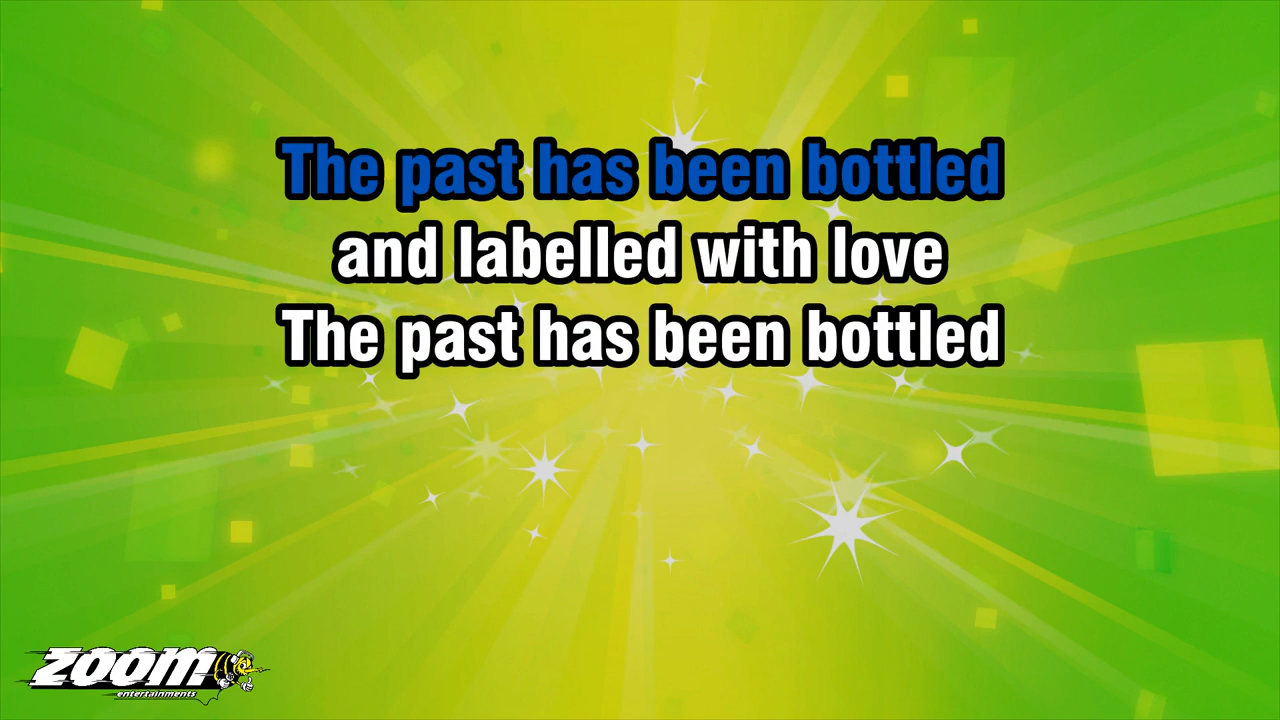 The past has been bottled
and labelled with love
The past has been bottled
zoom
entertainments